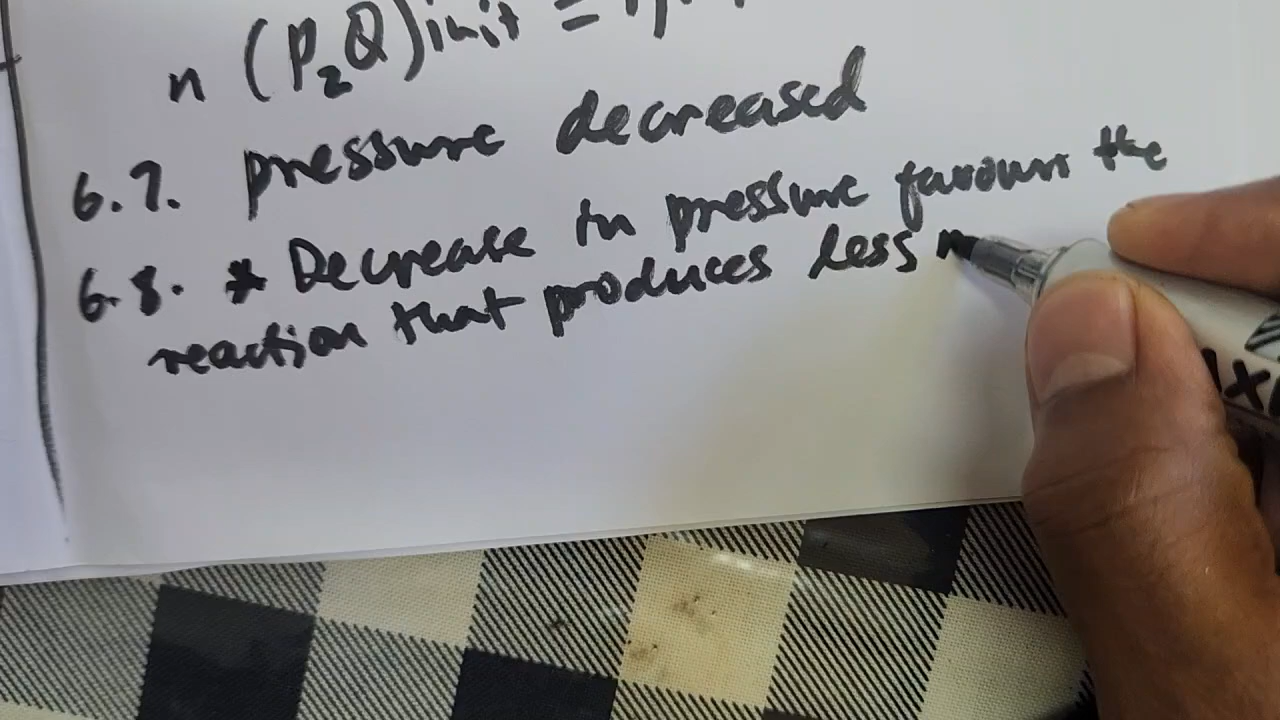 n (P₂Q)init =
6.7. pressure decreased
6.8. * Decrease in pressure favours the
reaction that produces less